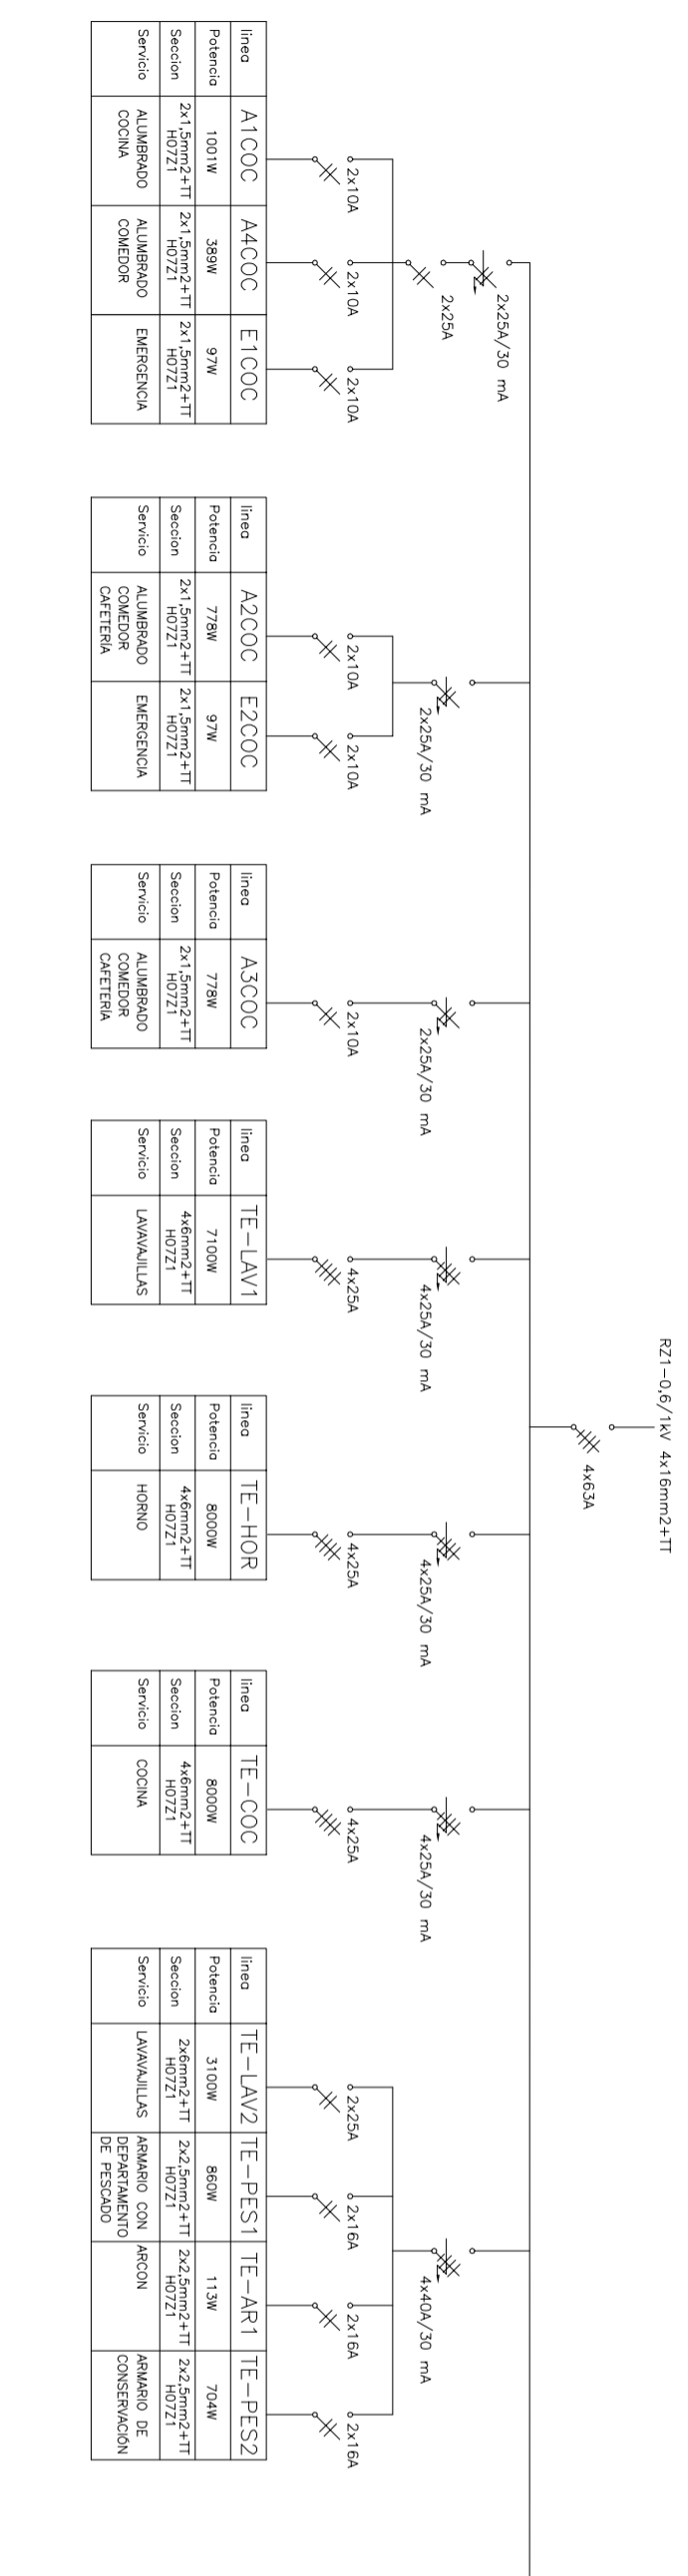 RZ1-0,6/1kV 4x16mm2+TT
4x63A
2x25A/30 mA
2x25A
2x10A
2x10A
2x10A
linea A1COC A4COC E1COC
Potencia 1001W 389W 97W
Seccion 2x1,5mm2+TT 2x1,5mm2+TT 2x1,5mm2+TT
H07Z1 H07Z1 H07Z1
Servicio ALUMBRADO ALUMBRADO EMERGENCIA
COCINA COMEDOR
2x25A/30 mA
2x10A
2x10A
linea A2COC E2COC
Potencia 778W 97W
Seccion 2x1,5mm2+TT 2x1,5mm2+TT
H07Z1 H07Z1
Servicio ALUMBRADO EMERGENCIA
COMEDOR
CAFETERÍA
2x25A/30 mA
2x10A
linea A3COC
Potencia 778W
Seccion 2x1,5mm2+TT
H07Z1
Servicio ALUMBRADO
COMEDOR
CAFETERÍA
4x25A/30 mA
4x25A
linea TE-LAV1
Potencia 7100W
Seccion 4x6mm2+TT
H07Z1
Servicio LAVAVAJILLAS
4x25A/30 mA
4x25A
linea TE-HOR
Potencia 8000W
Seccion 4x6mm2+TT
H07Z1
Servicio HORNO
4x25A/30 mA
4x25A
linea TE-COC
Potencia 8000W
Seccion 4x6mm2+TT
H07Z1
Servicio COCINA
4x40A/30 mA
2x25A
2x16A
2x16A
2x16A
linea TE-LAV2 TE-PES1 TE-AR1 TE-PES2
Potencia 3100W 860W 113W 704W
Seccion 2x6mm2+TT 2x2,5mm2+TT 2x2,5mm2+TT 2x2,5mm2+TT
H07Z1 H07Z1 H07Z1 H07Z1
Servicio LAVAVAJILLAS ARMARIO CON ARCON ARMARIO DE
DEPARTAMENTO CONSERVACIÓN
DE PESCADO